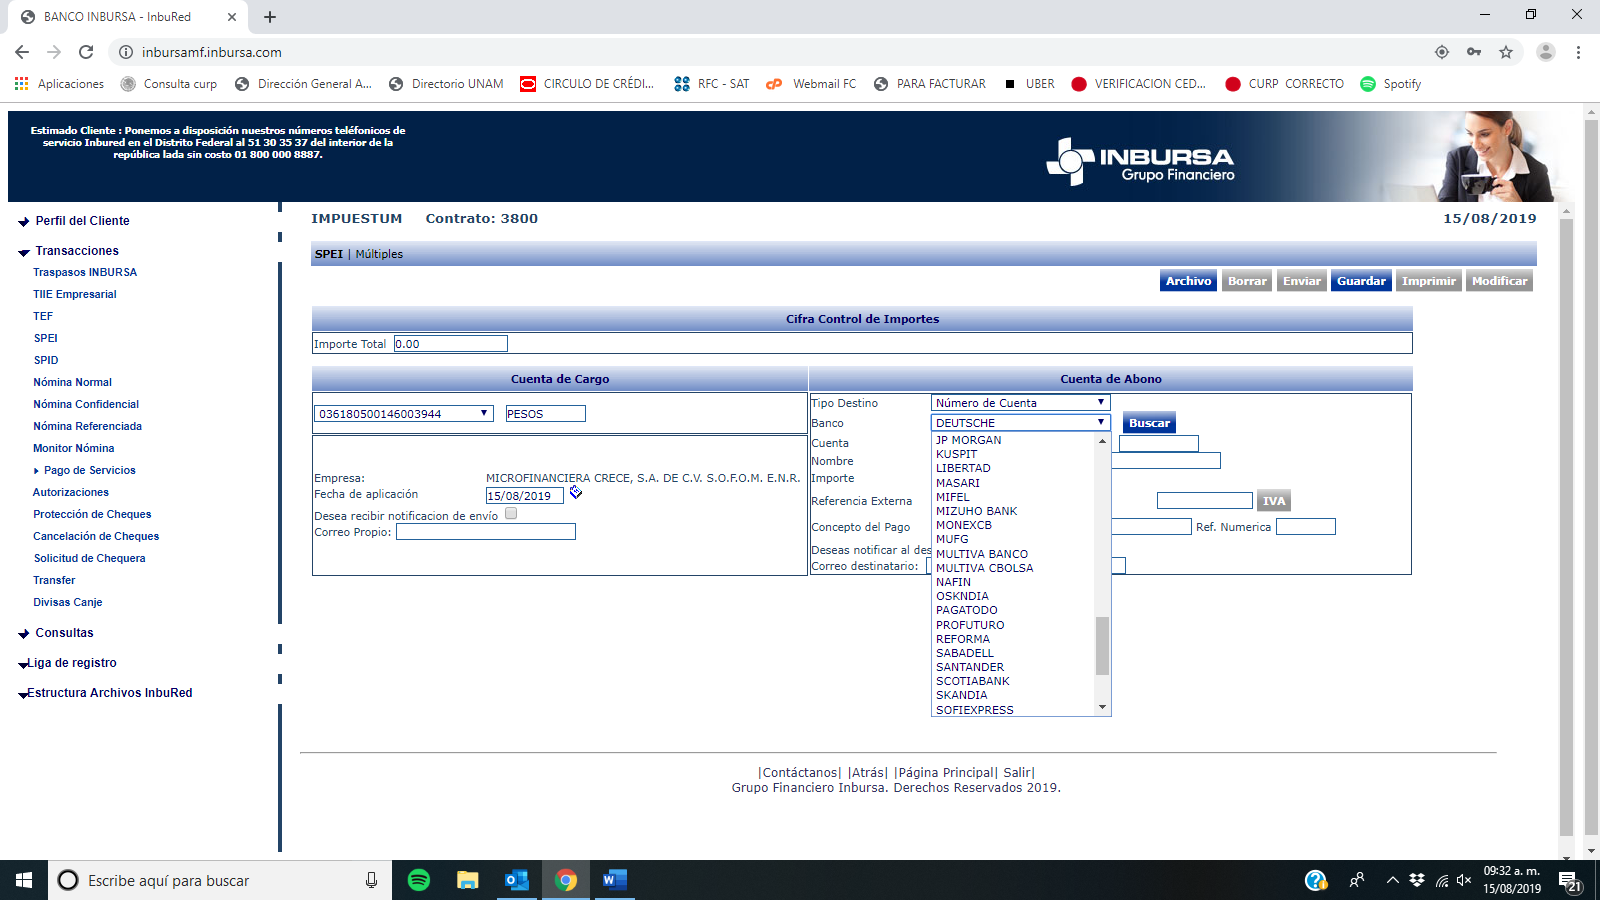 BANCO INBURSA - InbuRed
inbursamf.inbursa.com
Aplicaciones Consulta curp Dirección General A... Directorio UNAM CIRCULO DE CRÉDI... RFC - SAT Webmail FC PARA FACTURAR UBER VERIFICACION CED... CURP CORRECTO Spotify
Estimado Cliente : Ponemos a disposición nuestros números teléfonicos de
servicio Inbured en el Distrito Federal al 51 30 35 37 del interior de la
república lada sin costo 01 800 000 8887.
INBURSA
Grupo Financiero
Perfil del Cliente
Transacciones
Traspasos INBURSA
TIIE Empresarial
TEF
SPEI
SPID
Nómina Normal
Nómina Confidencial
Nómina Referenciada
Monitor Nómina
Pago de Servicios
Autorizaciones
Protección de Cheques
Cancelación de Cheques
Solicitud de Chequera
Transfer
Divisas Canje
Consultas
Liga de registro
Estructura Archivos InbuRed
IMPUESTUM Contrato: 3800 15/08/2019
SPEI | Múltiples
Archivo Borrar Enviar Guardar Imprimir Modificar
Cifra Control de Importes
Importe Total 0.00
Cuenta de Cargo
036180500146003944 PESOS
Empresa: MICROFINANCIERA CRECE, S.A. DE C.V. S.O.F.O.M. E.N.R.
Fecha de aplicación 15/08/2019
Desea recibir notificacion de envío
Correo Propio:
Cuenta de Abono
Tipo Destino Número de Cuenta
Banco DEUTSCHE Buscar
Cuenta
Nombre
Importe
Referencia Externa IVA
Concepto del Pago Ref. Numerica
Deseas notificar al des
Correo destinatario:
JP MORGAN
KUSPIT
LIBERTAD
MASARI
MIFEL
MIZUHO BANK
MONEXCB
MUFG
MULTIVA BANCO
MULTIVA CBOLSA
NAFIN
OSKNDIA
PAGATODO
PROFUTURO
REFORMA
SABADELL
SANTANDER
SCOTIABANK
SKANDIA
SOFIEXPRESS
|Contáctanos| |Atrás| |Página Principal| Salir|
Grupo Financiero Inbursa. Derechos Reservados 2019.
Escribe aquí para buscar
09:32 a. m.
15/08/2019
21